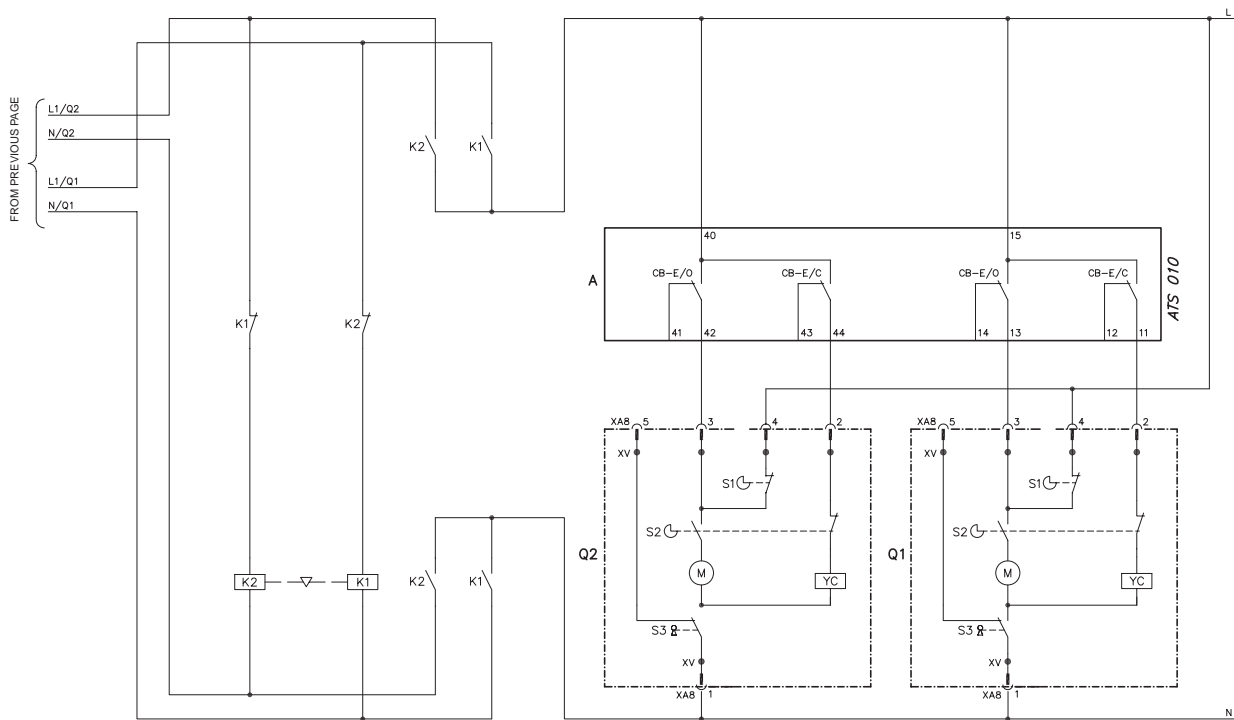 L
FROM PREVIOUS PAGE
L1/Q2
N/Q2
L1/Q1
N/Q1
K2
K1
40
15
A
CB-E/O
CB-E/C
CB-E/O
CB-E/C
ATS 010
41
42
43
44
14
13
12
11
K1
K2
XA8
5
3
4
2
XA8
5
3
4
2
XV
XV
S1
S1
S2
S2
Q2
Q1
K2
K1
K2
K1
M
YC
M
YC
S3
S3
XV
XV
XA8
1
XA8
1
N